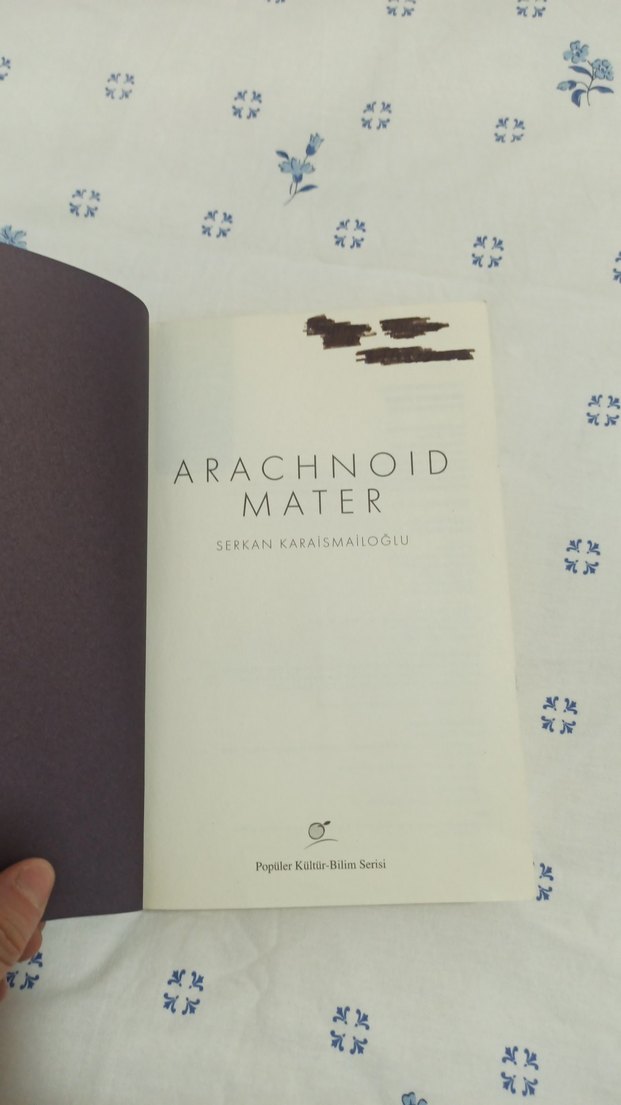 ARACHNOID
MATER
SERKAN KARAİSMAİLOĞLU
Popüler Kültür-Bilim Serisi